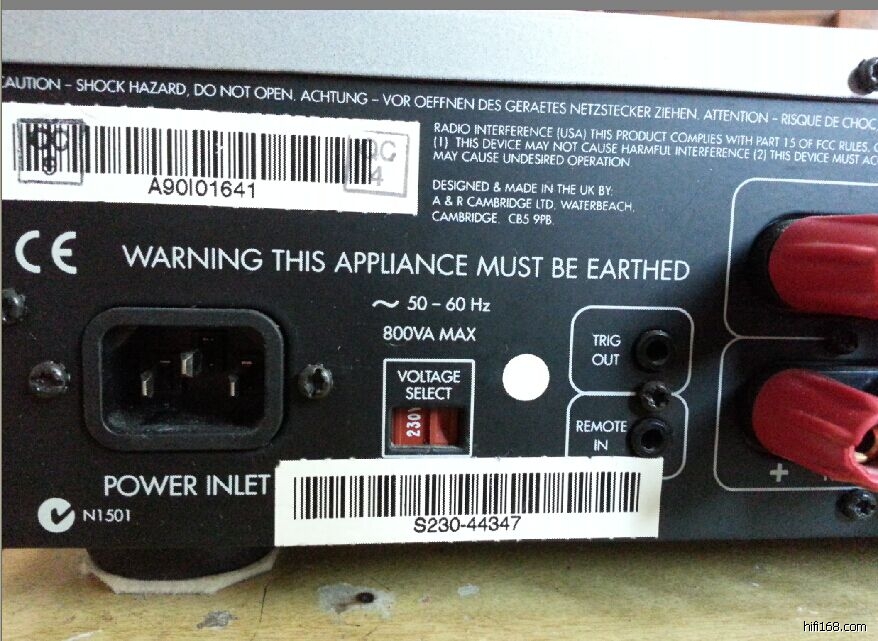 CAUTION – SHOCK HAZARD, DO NOT OPEN. ACHTUNG – VOR OEFFNEN DES GERAETES NETZSTECKER ZIEHEN. ATTENTION – RISQUE DE CHOC
RADIO INTERFERENCE (USA) THIS PRODUCT COMPLIES WITH PART 15 OF FCC RULES.
(1) THIS DEVICE MAY NOT CAUSE HARMFUL INTERFERENCE (2) THIS DEVICE MUST
MAY CAUSE UNDESIRED OPERATION
QC
QC
4
A90I01641
DESIGNED & MADE IN THE UK BY:
A & R CAMBRIDGE LTD, WATERBEACH,
CAMBRIDGE. CB5 9PB.
CE
WARNING THIS APPLIANCE MUST BE EARTHED
~ 50 – 60 Hz
800VA MAX
TRIG
OUT
VOLTAGE
SELECT
230V
REMOTE
IN
+
POWER INLET
N1501
S230-44347
hifi168.com